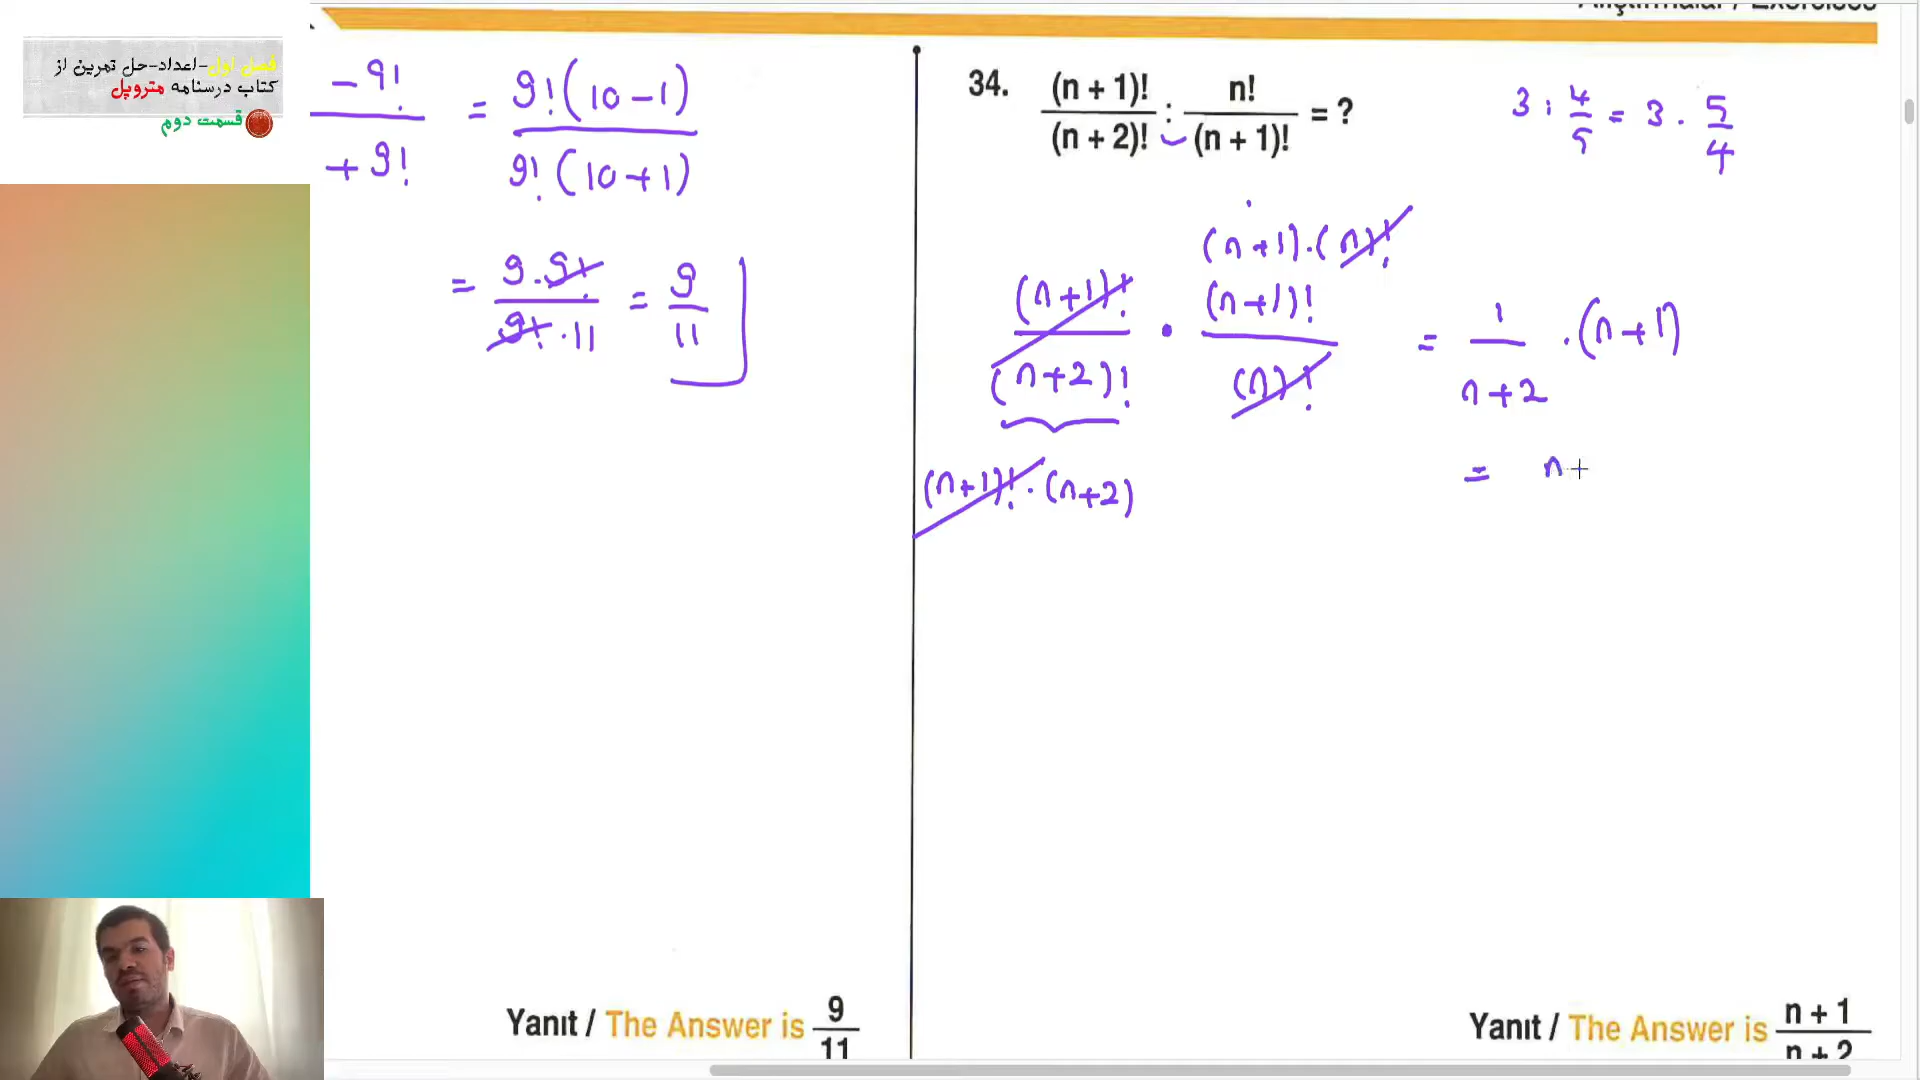 Alıştırmalar / Exercises
فصل اول-اعداد-حل تمرین از
کتاب درسنامه متروپل
قسمت دوم
- 9! / + 9! = 9! (10 - 1) / 9! (10 + 1)
= 9 . 9! / 9! . 11 = 9 / 11
Yanıt / The Answer is 9 / 11
34. (n + 1)! / (n + 2)! : n! / (n + 1)! = ?
3 : 4/5 = 3 . 5/4
(n+1) . (n)!
(n+1)! / (n+2)! • (n+1)! / (n)! = 1 / n+2 . (n+1)
(n+1)! . (n+2)
= n+
Yanıt / The Answer is n + 1 / n + 2